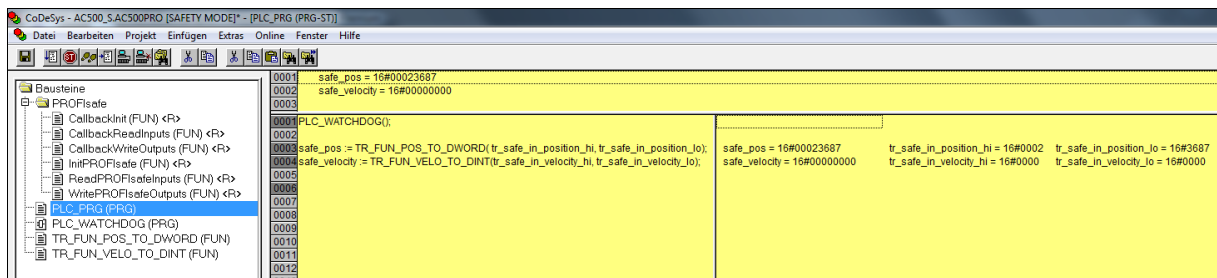 CoDeSys - AC500_S.AC500PRO [SAFETY MODE]* - [PLC_PRG (PRG-ST)]
Datei Bearbeiten Projekt Einfügen Extras Online Fenster Hilfe
Bausteine
PROFIsafe
CallbackInit (FUN) <R>
CallbackReadInputs (FUN) <R>
CallbackWriteOutputs (FUN) <R>
InitPROFIsafe (FUN) <R>
ReadPROFIsafeInputs (FUN) <R>
WritePROFIsafeOutputs (FUN) <R>
PLC_PRG (PRG)
PLC_WATCHDOG (PRG)
TR_FUN_POS_TO_DWORD (FUN)
TR_FUN_VELO_TO_DINT (FUN)
0001 safe_pos = 16#00023687
0002 safe_velocity = 16#00000000
0003
0001 PLC_WATCHDOG();
0002
0003 safe_pos := TR_FUN_POS_TO_DWORD( tr_safe_in_position_hi, tr_safe_in_position_lo); safe_pos = 16#00023687 tr_safe_in_position_hi = 16#0002 tr_safe_in_position_lo = 16#3687
0004 safe_velocity := TR_FUN_VELO_TO_DINT(tr_safe_in_velocity_hi, tr_safe_in_velocity_lo); safe_velocity = 16#00000000 tr_safe_in_velocity_hi = 16#0000 tr_safe_in_velocity_lo = 16#0000
0005
0006
0007
0008
0009
0010
0011
0012